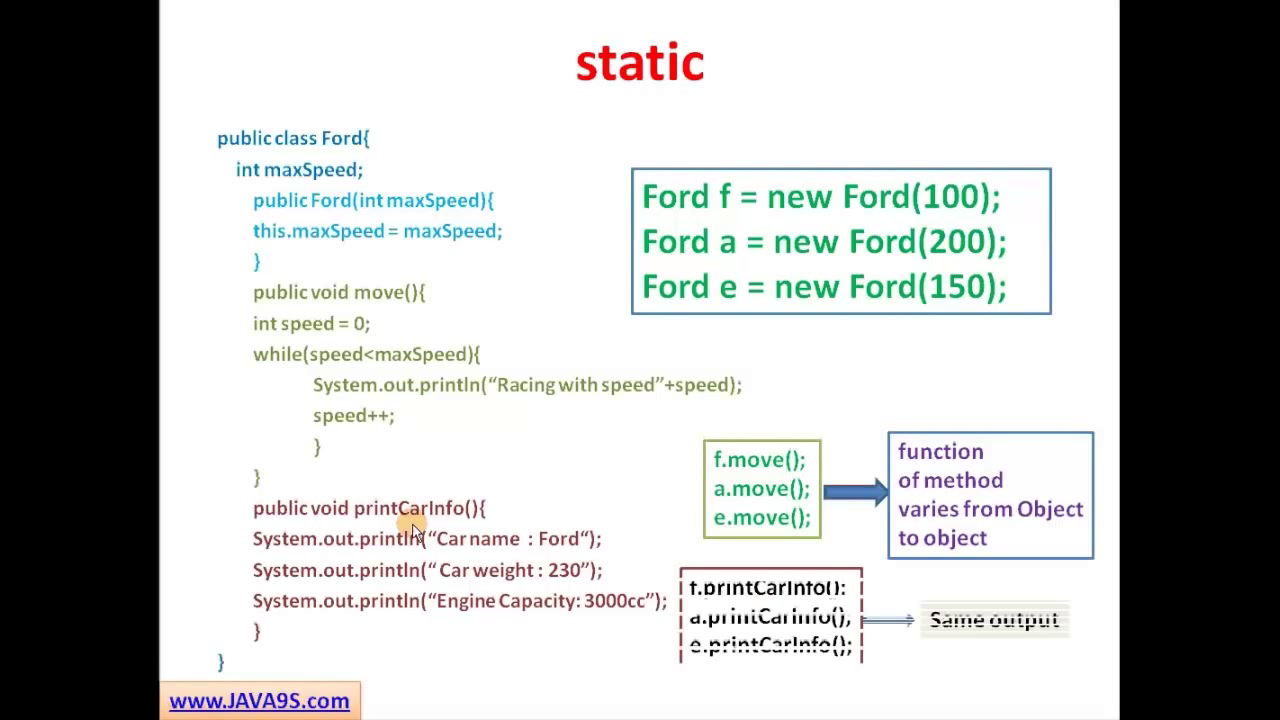 static
public class Ford{
int maxSpeed;
public Ford(int maxSpeed){
this.maxSpeed = maxSpeed;
}
public void move(){
int speed = 0;
while(speed<maxSpeed){
System.out.println(“Racing with speed”+speed);
speed++;
}
}
public void printCarInfo(){
System.out.println(“Car name  : Ford“);
System.out.println(“ Car weight : 230”);
System.out.println(“Engine Capacity: 3000cc”);
}
}
Ford f = new Ford(100);
Ford a = new Ford(200);
Ford e = new Ford(150);
f.move();
a.move();
e.move();
function
of method
varies from Object
to object
f.printCarInfo();
a.printCarInfo();
e.printCarInfo();
Same output
www.JAVA9S.com